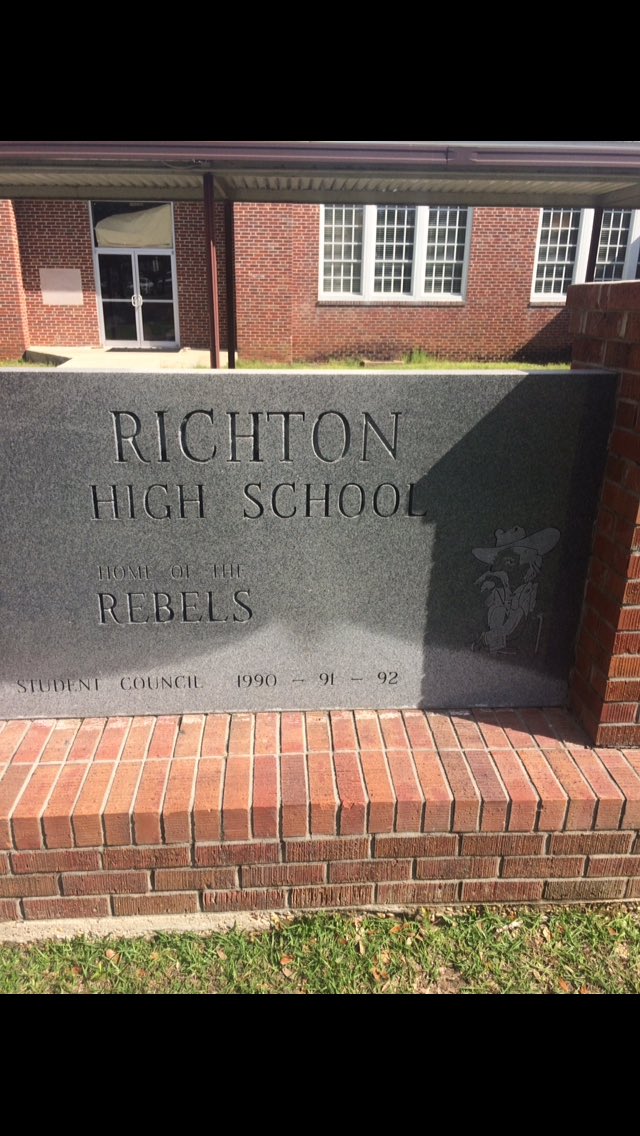 RICHTON
HIGH SCHOOL
HOME OF THE
REBELS
STUDENT COUNCIL 1990 - 91 - 92